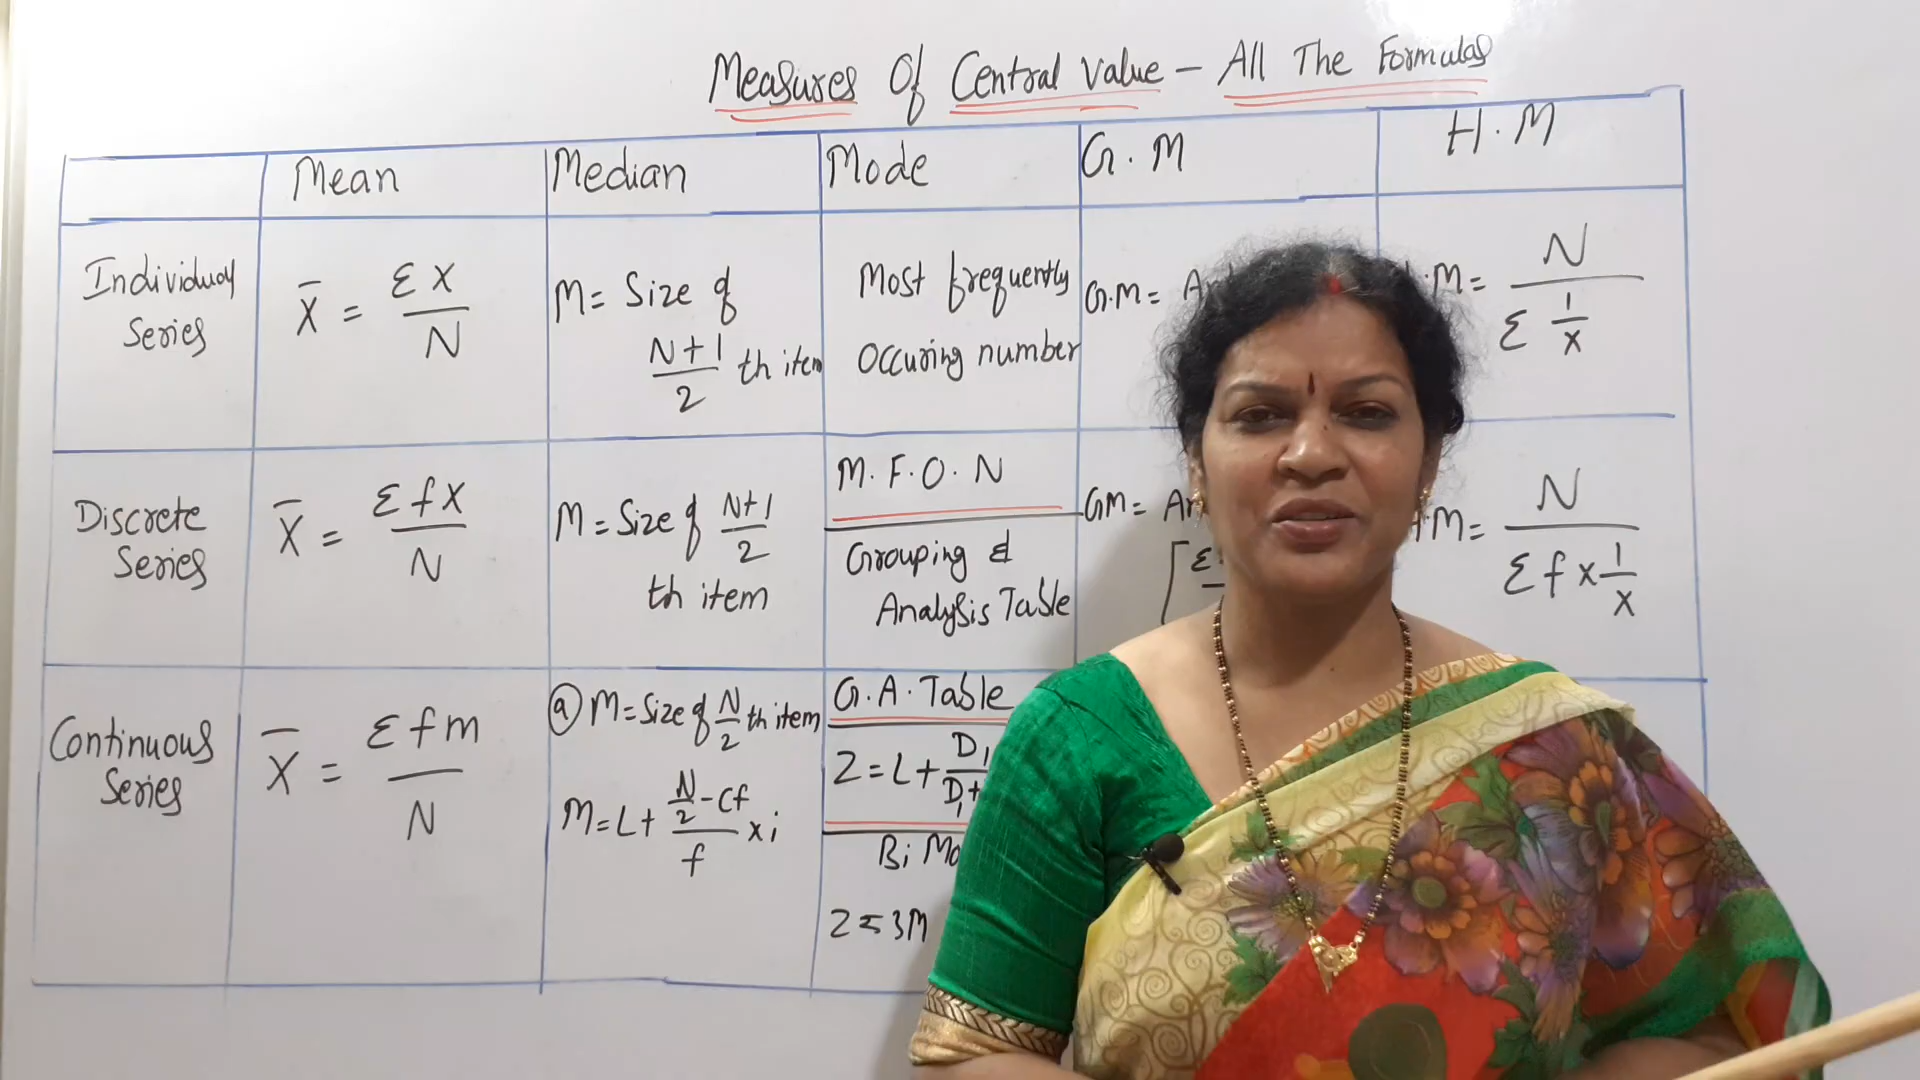 Measures Of Central Value - All The Formulas
Mean
Median
Mode
G.M
H.M
Individual
Series
X̄ = ΣX/N
M = Size of
N+1/2 th item
Most frequently
Occuring number
G.M =
M = N/Σ 1/x
Discrete
Series
X̄ = ΣfX/N
M = Size of N+1/2
th item
M.F.O.N
Grouping &
Analysis Table
GM =
[Σ
M = N/Σf x 1/x
Continuous
Series
X̄ = Σfm/N
(a) M = Size of N/2 th item
M = L + N/2 - Cf/f x i
G.A. Table
Z = L + D₁/D₁+
Bi
Z = 3M